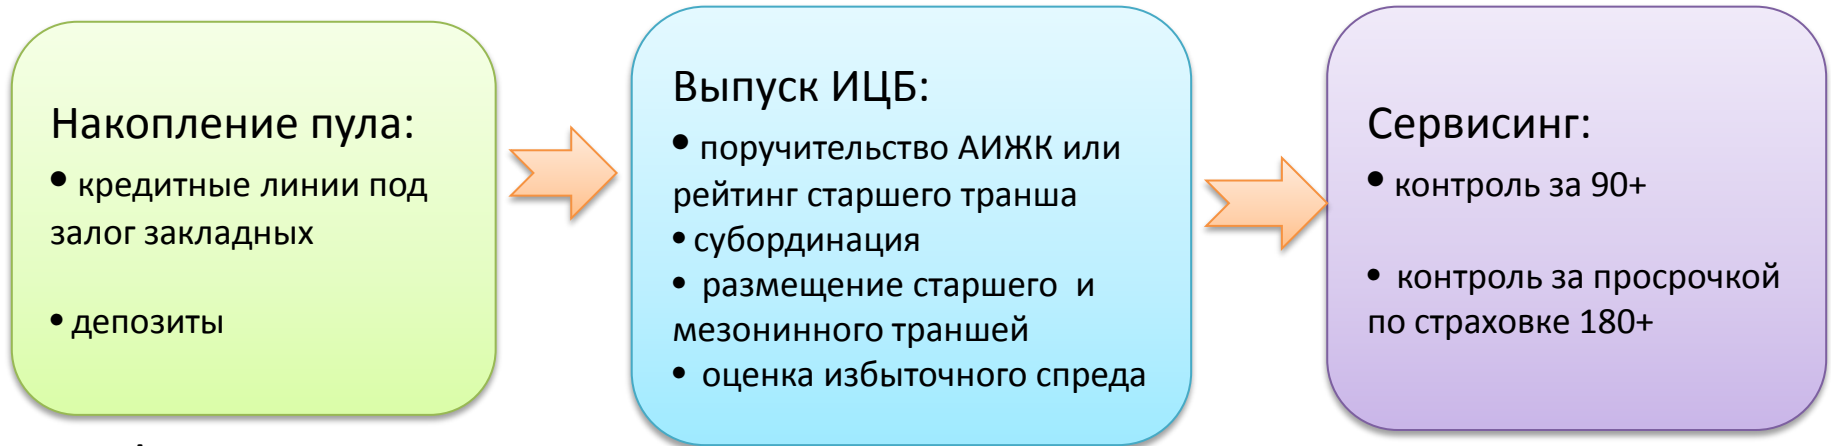 Накопление пула:
• кредитные линии под
залог закладных
• депозиты
Выпуск ИЦБ:
• поручительство АИЖК или
рейтинг старшего транша
• субординация
• размещение старшего и
мезонинного траншей
• оценка избыточного спреда
Сервисинг:
• контроль за 90+
• контроль за просрочкой
по страховке 180+